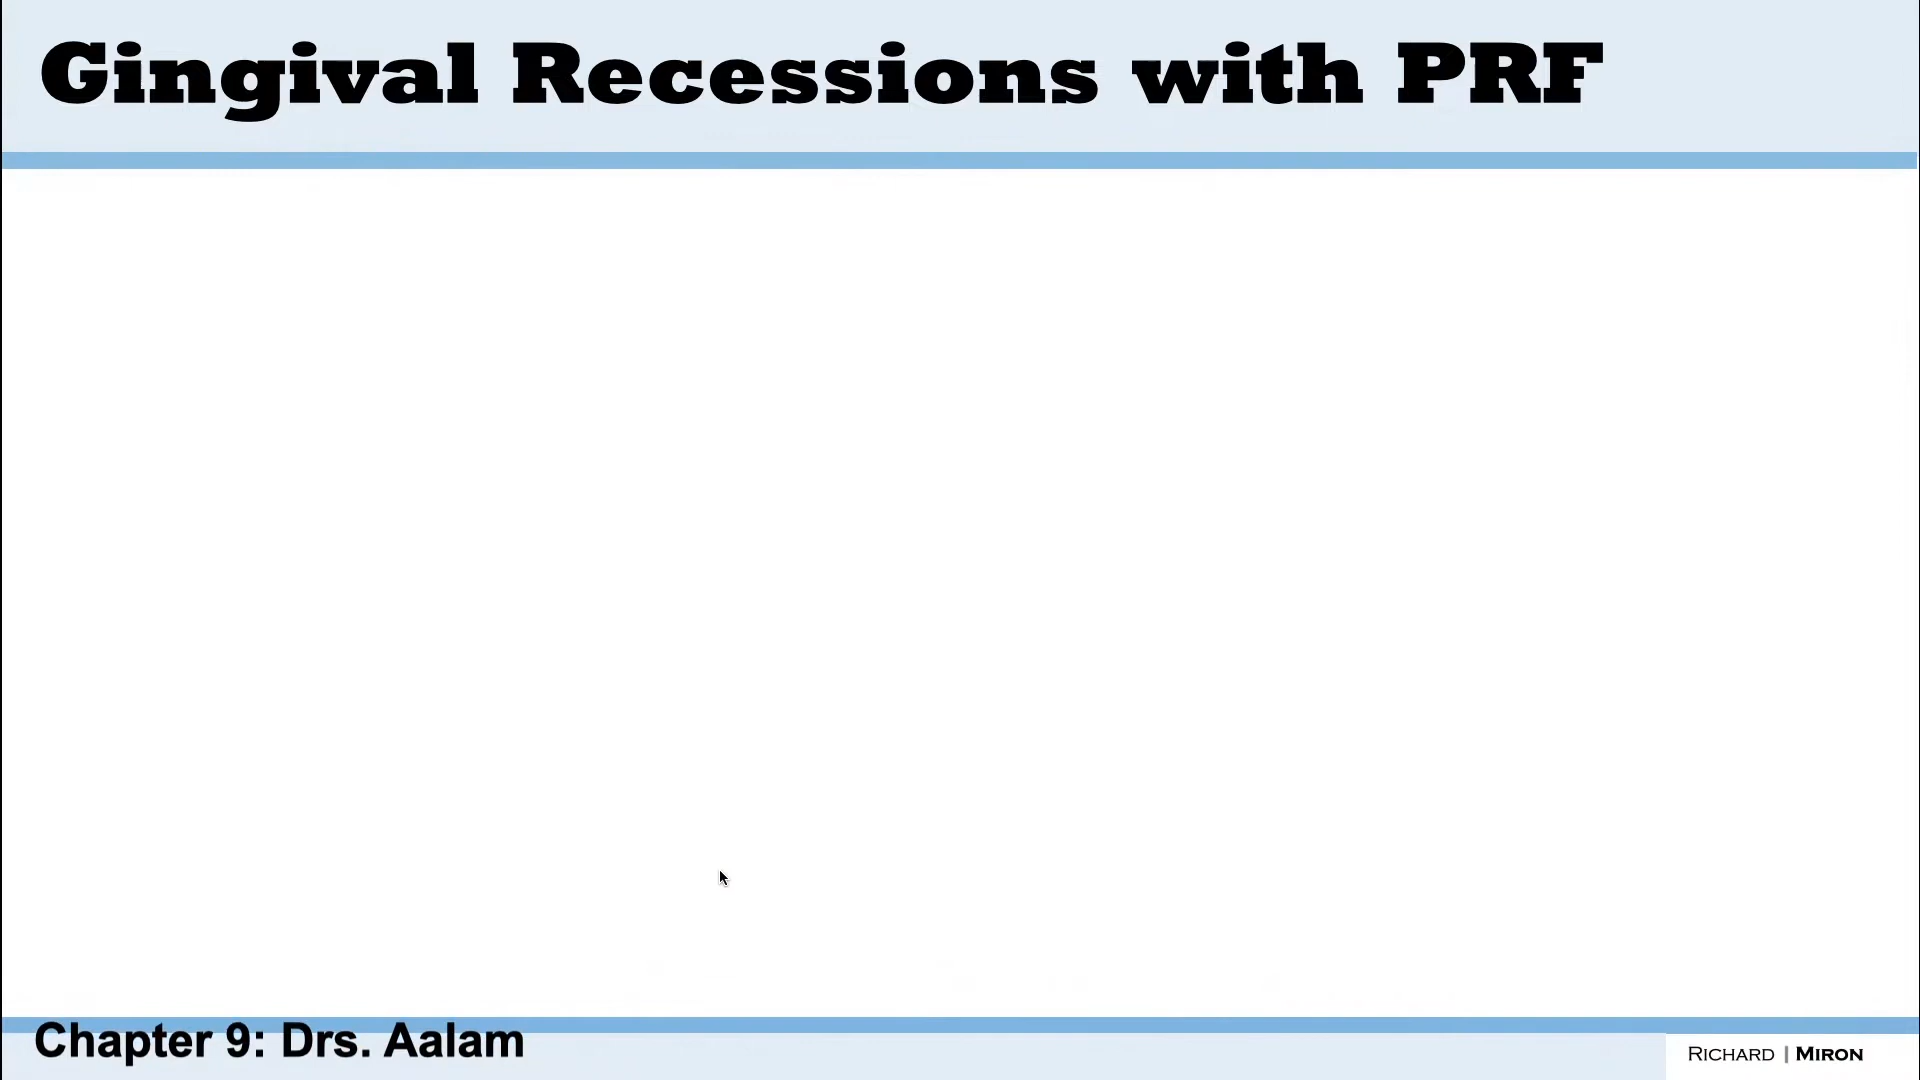 Gingival Recessions with PRF
Chapter 9: Drs. Aalam
RICHARD | MIRON